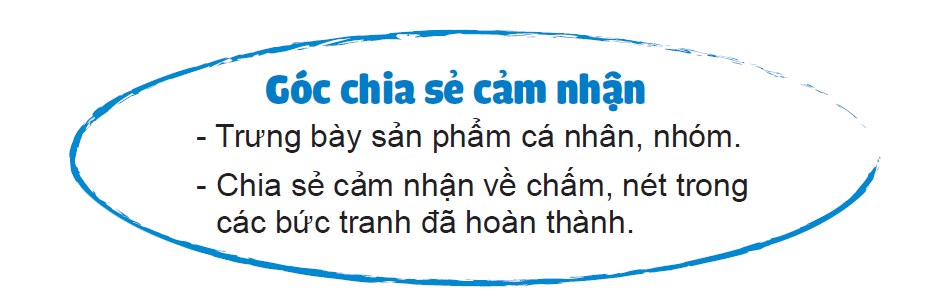 Góc chia sẻ cảm nhận
- Trưng bày sản phẩm cá nhân, nhóm.
- Chia sẻ cảm nhận về chấm, nét trong
các bức tranh đã hoàn thành.